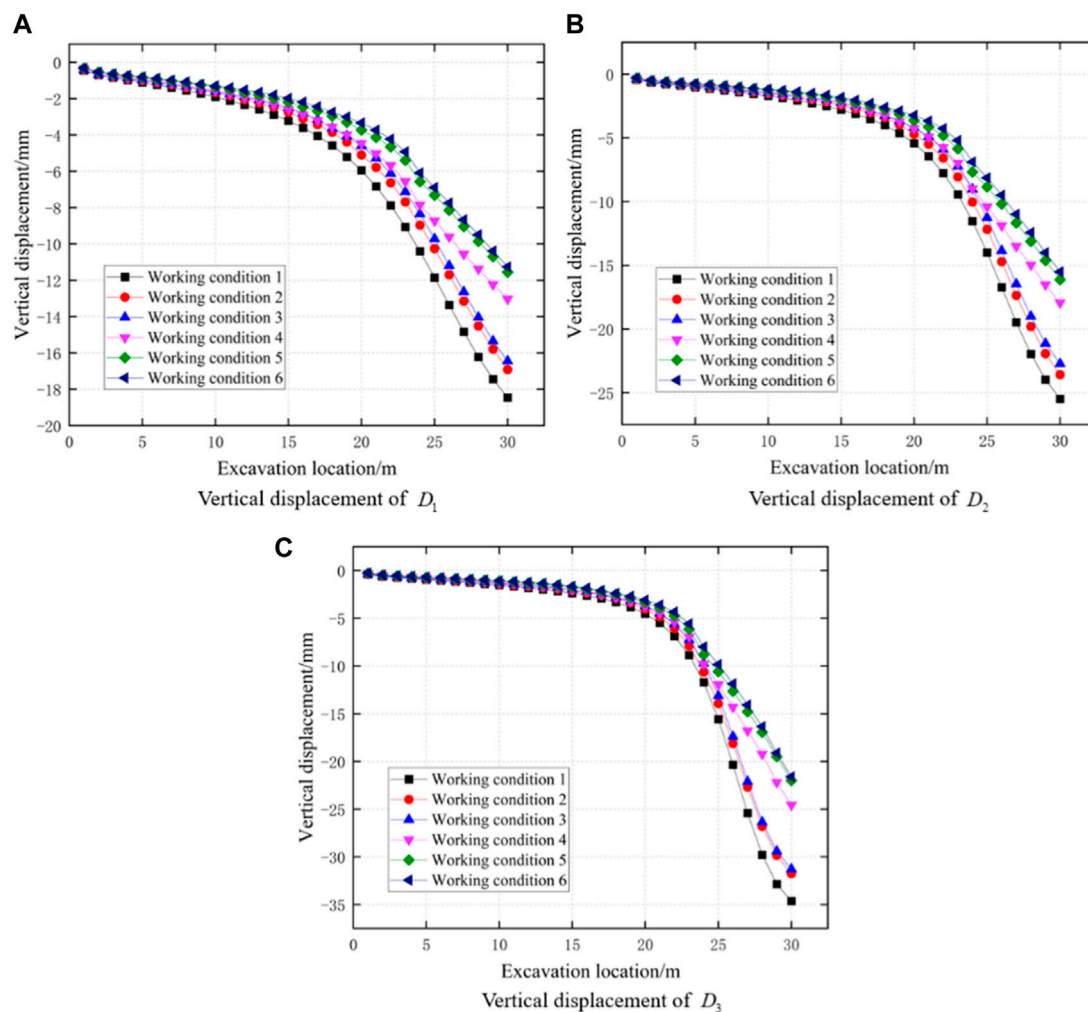 A
0
-2
-4
-6
-8
-10
-12
-14
-16
-18
-20
Vertical displacement/mm
Working condition 1
Working condition 2
Working condition 3
Working condition 4
Working condition 5
Working condition 6
0 5 10 15 20 25 30
Excavation location/m
Vertical displacement of D1
B
0
-5
-10
-15
-20
-25
Vertical displacement/mm
Working condition 1
Working condition 2
Working condition 3
Working condition 4
Working condition 5
Working condition 6
0 5 10 15 20 25 30
Excavation location/m
Vertical displacement of D2
C
0
-5
-10
-15
-20
-25
-30
-35
Vertical displacement/mm
Working condition 1
Working condition 2
Working condition 3
Working condition 4
Working condition 5
Working condition 6
0 5 10 15 20 25 30
Excavation location/m
Vertical displacement of D3